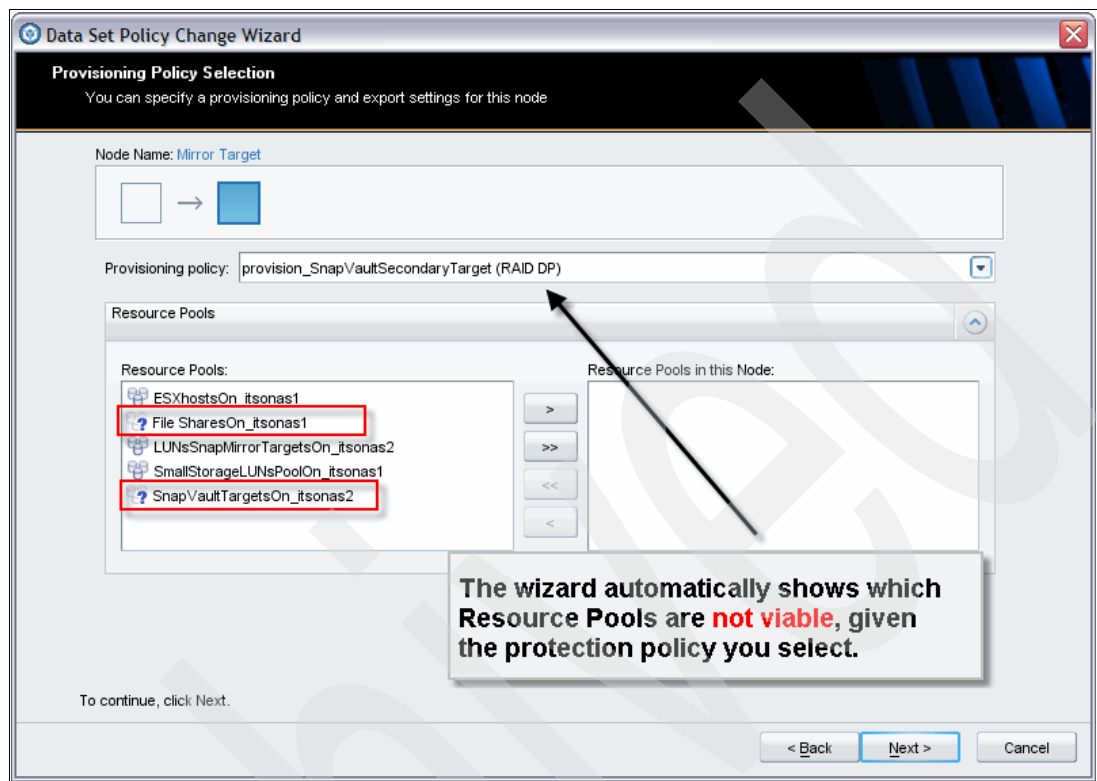 Data Set Policy Change Wizard
Provisioning Policy Selection
You can specify a provisioning policy and export settings for this node
Node Name: Mirror Target
Provisioning policy: provision_SnapVaultSecondaryTarget (RAID DP)
Resource Pools
Resource Pools:
ESXhostsOn_itsonas1
File SharesOn_itsonas1
LUNsSnapMirrorTargetsOn_itsonas2
SmallStorageLUNsPoolOn_itsonas1
SnapVaultTargetsOn_itsonas2
>
>>
<<
<
Resource Pools in this Node:
The wizard automatically shows which
Resource Pools are not viable, given
the protection policy you select.
To continue, click Next.
< Back Next > Cancel